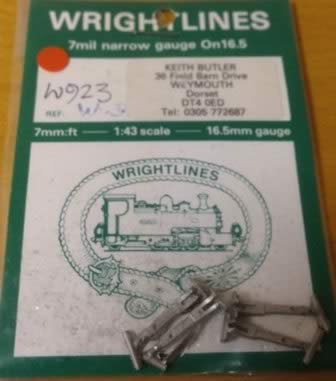 WRIGHTLINES
7mil narrow gauge On16.5
W923
REF:
KEITH BUTLER
36 Field Barn Drive
WEYMOUTH
Dorset
DT4 0ED
Tel: 0305 772687
7mm:ft — 1:43 scale — 16.5mm gauge
WRIGHTLINES